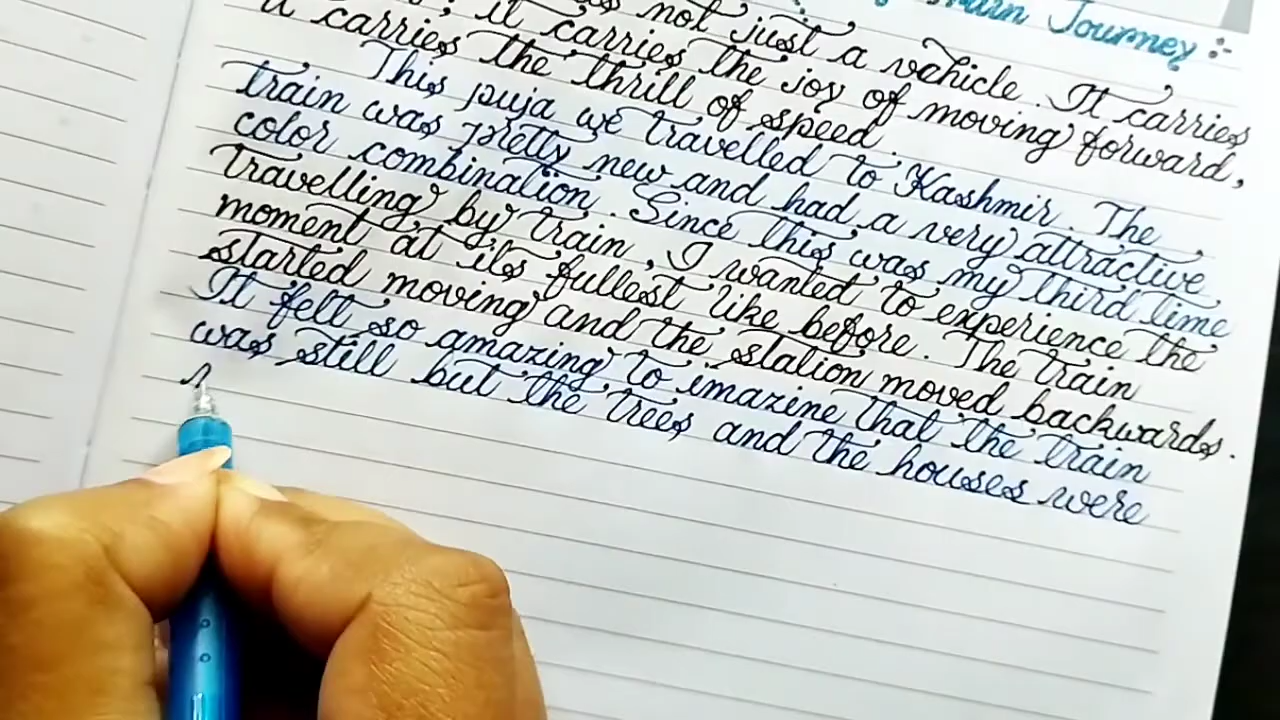 Train Journey :-
not just a vehicle. It carries
, it carries the joy of moving forward,
it carries the thrill of speed.
This puja we travelled to Kashmir. The
train was pretty new and had a very attractive
color combination. Since this was my third time
travelling by train, I wanted to experience the
moment at its fullest like before. The train
started moving and the station moved backwards.
It felt so amazing to imazine that the train
was still but the trees and the houses were